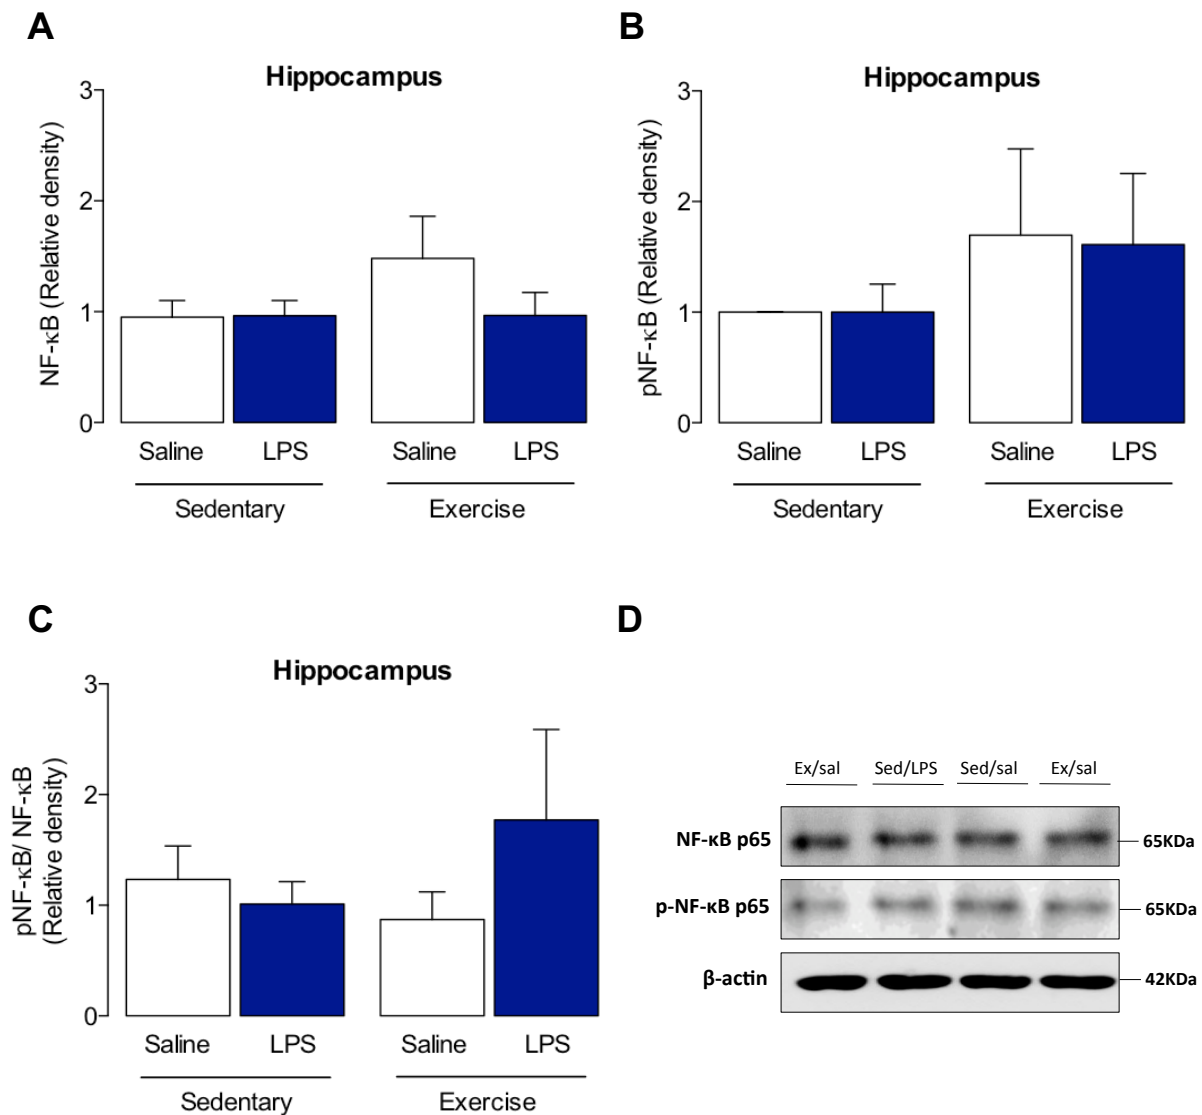 A
Hippocampus
NF-κB (Relative density)
3
2
1
0
Saline LPS Saline LPS
Sedentary Exercise
B
Hippocampus
pNF-κB (Relative density)
3
2
1
0
Saline LPS Saline LPS
Sedentary Exercise
C
Hippocampus
pNF-κB/ NF-κB
(Relative density)
3
2
1
0
Saline LPS Saline LPS
Sedentary Exercise
D
Ex/sal Sed/LPS Sed/sal Ex/sal
NF-κB p65 65KDa
p-NF-κB p65 65KDa
β-actin 42KDa